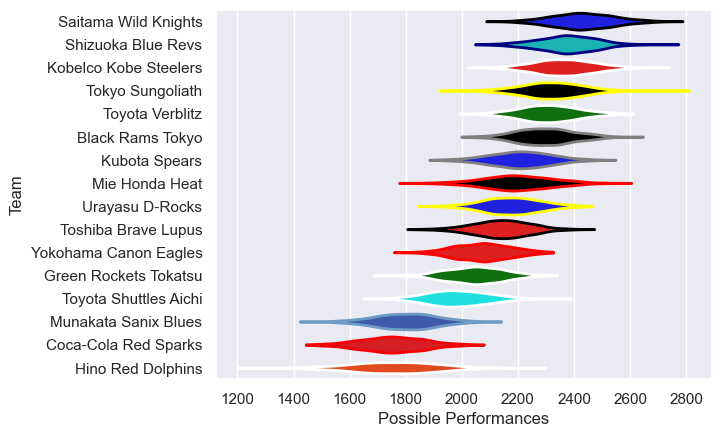 Saitama Wild Knights
Shizuoka Blue Revs
Kobelco Kobe Steelers
Tokyo Sungoliath
Toyota Verblitz
Black Rams Tokyo
Kubota Spears
Mie Honda Heat
Urayasu D-Rocks
Toshiba Brave Lupus
Yokohama Canon Eagles
Green Rockets Tokatsu
Toyota Shuttles Aichi
Munakata Sanix Blues
Coca-Cola Red Sparks
Hino Red Dolphins
Team
1200 1400 1600 1800 2000 2200 2400 2600 2800
Possible Performances